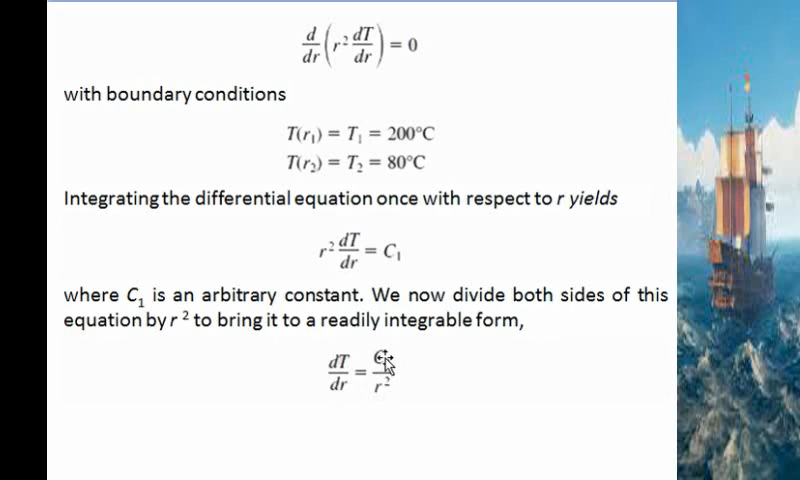 d/dr (r² dT/dr) = 0
with boundary conditions
T(r₁) = T₁ = 200°C
T(r₂) = T₂ = 80°C
Integrating the differential equation once with respect to r yields
r² dT/dr = C₁
where C₁ is an arbitrary constant. We now divide both sides of this
equation by r ² to bring it to a readily integrable form,
dT/dr = /r²